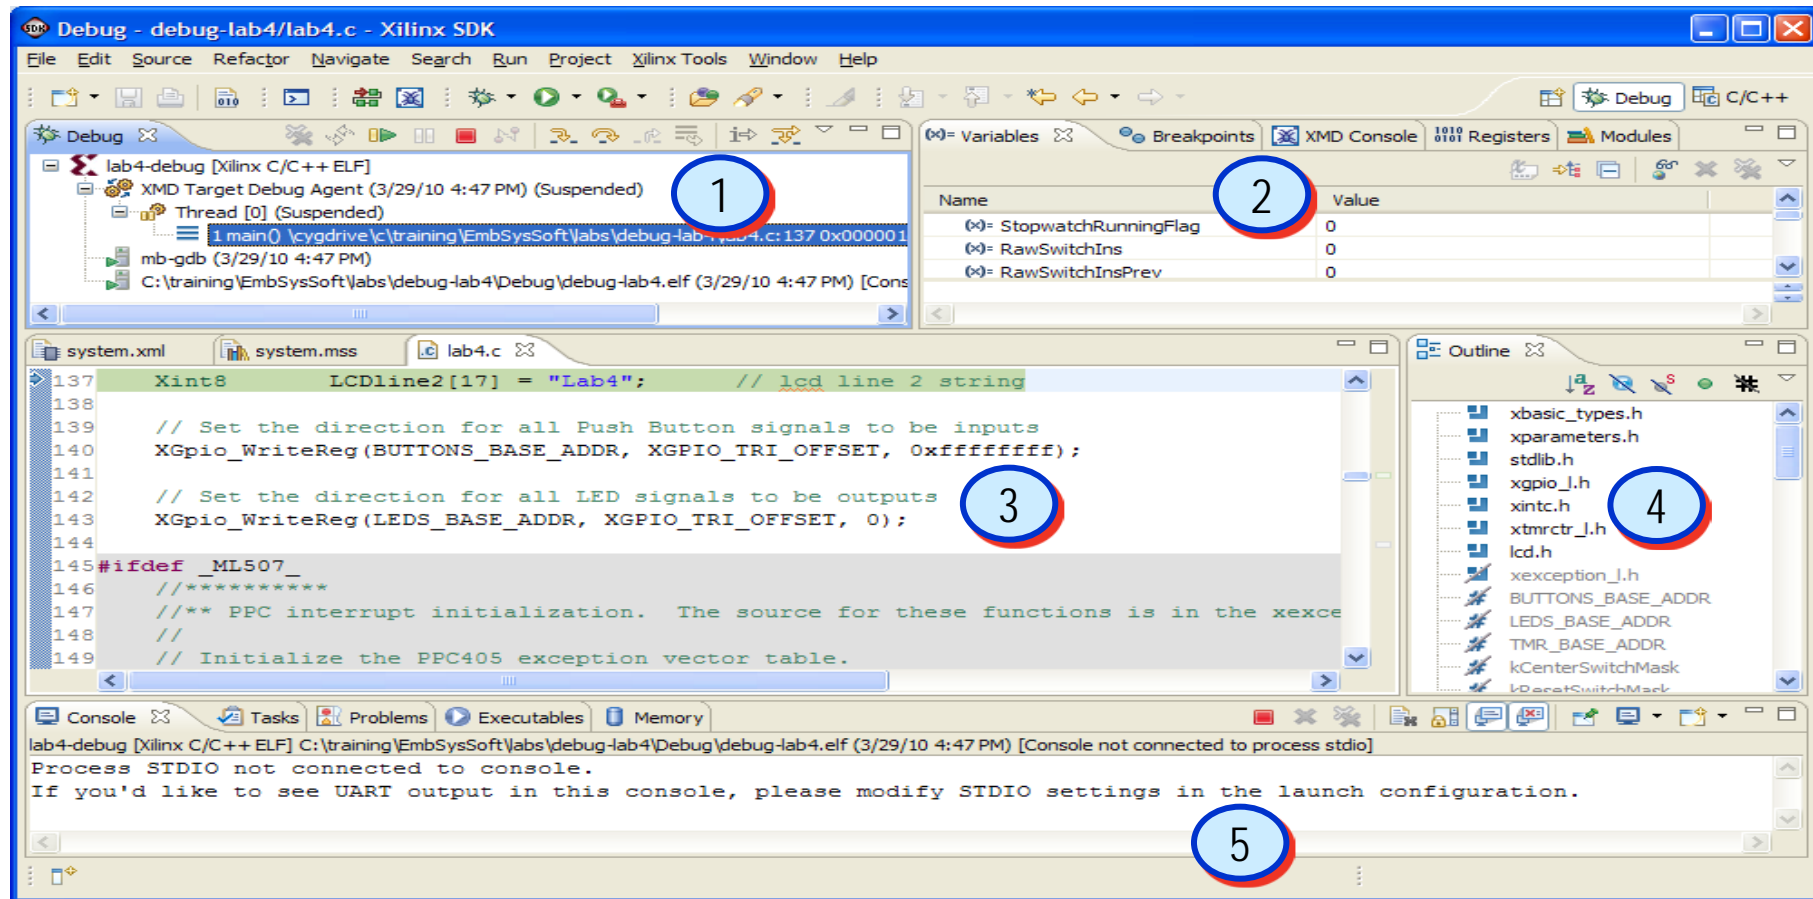 Debug - debug-lab4/lab4.c - Xilinx SDK
File Edit Source Refactor Navigate Search Run Project Xilinx Tools Window Help
Debug C/C++
Debug
lab4-debug [Xilinx C/C++ ELF]
XMD Target Debug Agent (3/29/10 4:47 PM) (Suspended)
Thread [0] (Suspended)
1 main() \cygdrive\c\training\EmbSysSoft\labs\debug-lab4\lab4.c:137 0x000001
mb-gdb (3/29/10 4:47 PM)
C:\training\EmbSysSoft\labs\debug-lab4\Debug\debug-lab4.elf (3/29/10 4:47 PM) [Cons
1
(x)= Variables Breakpoints XMD Console Registers Modules
Name Value
(x)= StopwatchRunningFlag 0
(x)= RawSwitchIns 0
(x)= RawSwitchInsPrev 0
2
system.xml system.mss lab4.c
137 Xint8 LCDline2[17] = "Lab4"; // lcd line 2 string
138
139 // Set the direction for all Push Button signals to be inputs
140 XGpio_WriteReg(BUTTONS_BASE_ADDR, XGPIO_TRI_OFFSET, 0xffffffff);
141
142 // Set the direction for all LED signals to be outputs
143 XGpio_WriteReg(LEDS_BASE_ADDR, XGPIO_TRI_OFFSET, 0);
144
145 #ifdef _ML507_
146 //**********
147 //** PPC interrupt initialization. The source for these functions is in the xexce
148 //
149 // Initialize the PPC405 exception vector table.
3
Outline
xbasic_types.h
xparameters.h
stdlib.h
xgpio_l.h
xintc.h
xtmrctr_l.h
lcd.h
xexception_l.h
BUTTONS_BASE_ADDR
LEDS_BASE_ADDR
TMR_BASE_ADDR
kCenterSwitchMask
kResetSwitchMask
4
Console Tasks Problems Executables Memory
lab4-debug [Xilinx C/C++ ELF] C:\training\EmbSysSoft\labs\debug-lab4\Debug\debug-lab4.elf (3/29/10 4:47 PM) [Console not connected to process stdio]
Process STDIO not connected to console.
If you'd like to see UART output in this console, please modify STDIO settings in the launch configuration.
5